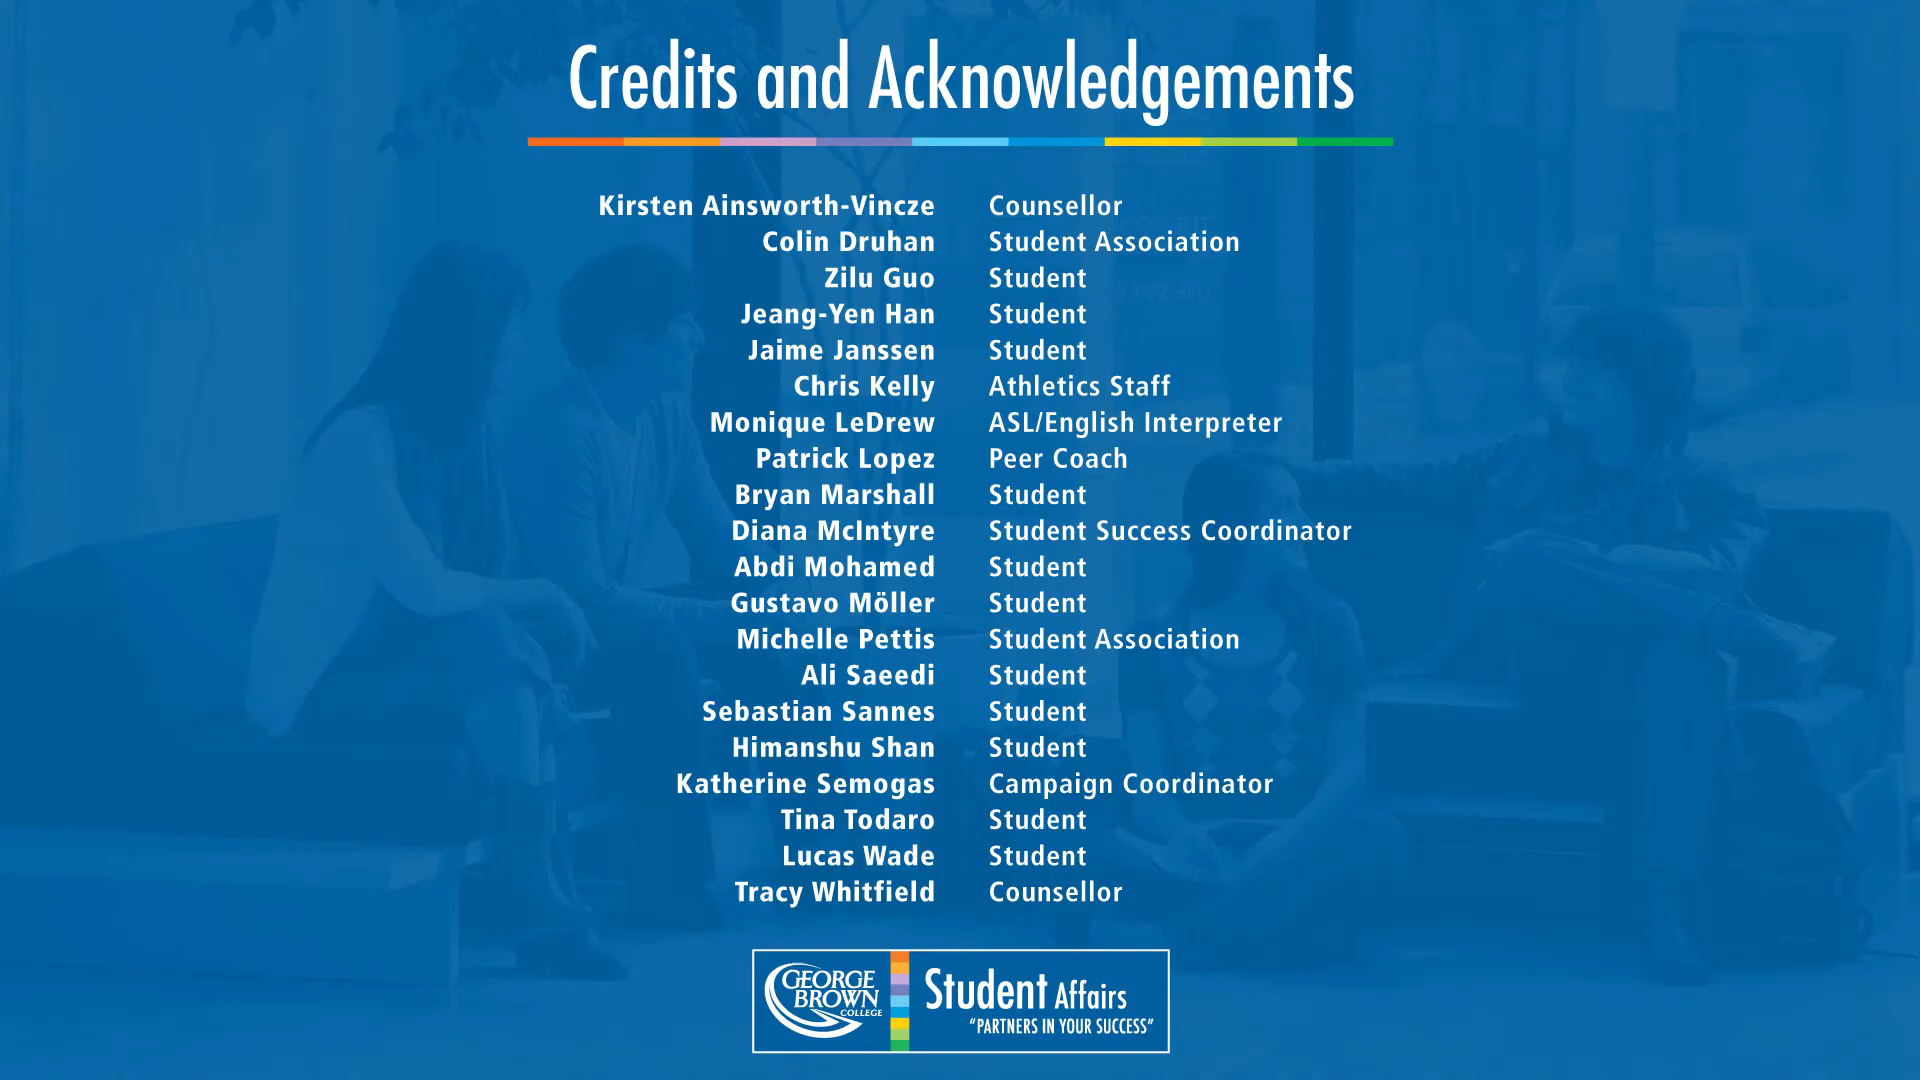 Credits and Acknowledgements
Kirsten Ainsworth-Vincze Counsellor
Colin Druhan Student Association
Zilu Guo Student
Jeang-Yen Han Student
Jaime Janssen Student
Chris Kelly Athletics Staff
Monique LeDrew ASL/English Interpreter
Patrick Lopez Peer Coach
Bryan Marshall Student
Diana McIntyre Student Success Coordinator
Abdi Mohamed Student
Gustavo Möller Student
Michelle Pettis Student Association
Ali Saeedi Student
Sebastian Sannes Student
Himanshu Shan Student
Katherine Semogas Campaign Coordinator
Tina Todaro Student
Lucas Wade Student
Tracy Whitfield Counsellor
GEORGE BROWN COLLEGE
Student Affairs
“PARTNERS IN YOUR SUCCESS”